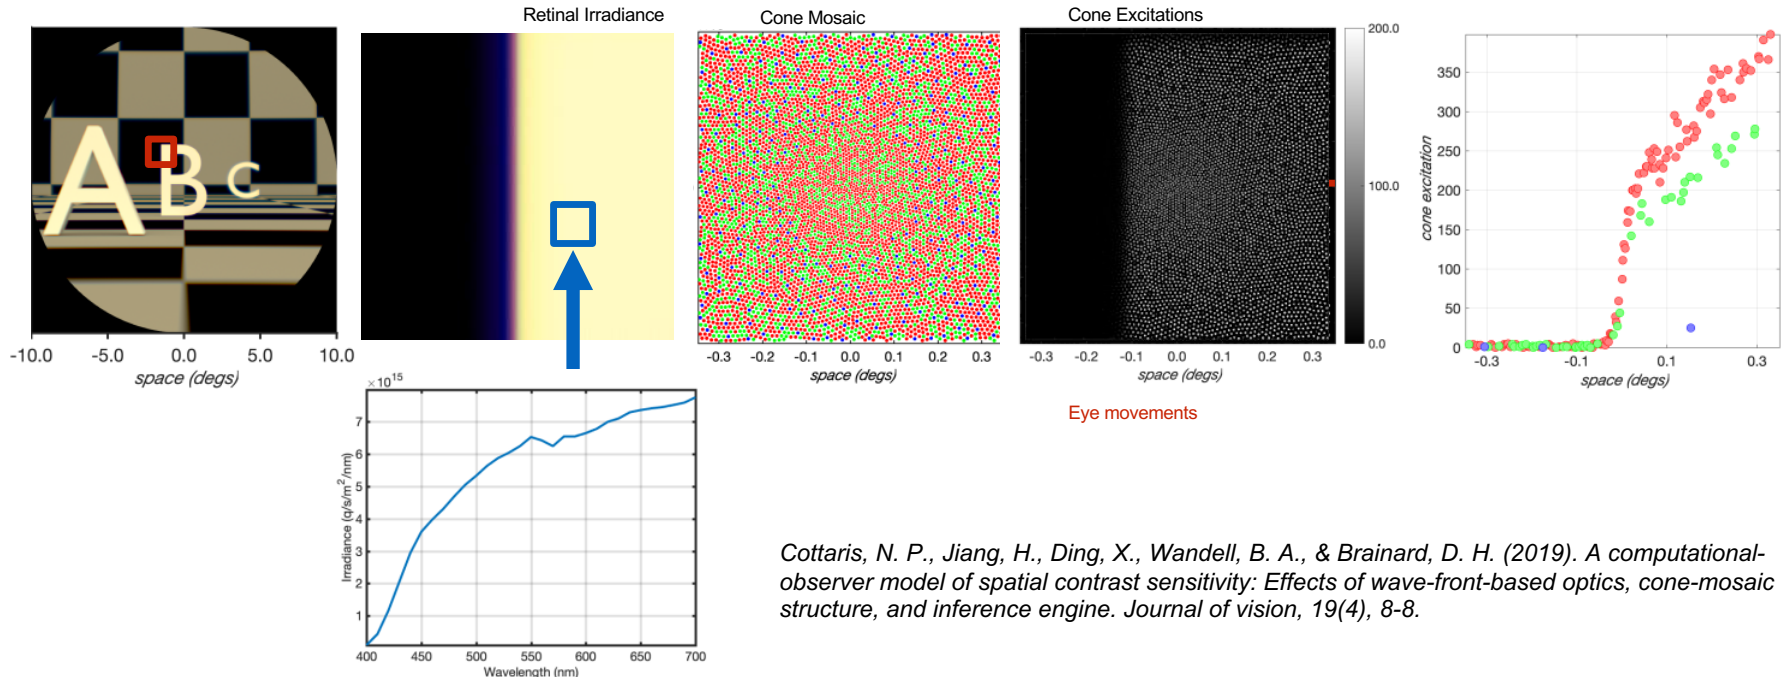 Retinal Irradiance
Cone Mosaic
Cone Excitations
A B C
-10.0 -5.0 0.0 5.0 10.0
space (degs)
-0.3 -0.2 -0.1 0.0 0.1 0.2 0.3
space (degs)
-0.3 -0.2 -0.1 0.0 0.1 0.2 0.3
space (degs)
200.0
100.0
0.0
cone excitation
350
300
250
200
150
100
50
0
-0.3 -0.1 0.1 0.3
space (degs)
Eye movements
×10^15
Irradiance (q/s/m^2/nm)
7
6
5
4
3
2
1
400 450 500 550 600 650 700
Wavelength (nm)
Cottaris, N. P., Jiang, H., Ding, X., Wandell, B. A., & Brainard, D. H. (2019). A computational-
observer model of spatial contrast sensitivity: Effects of wave-front-based optics, cone-mosaic
structure, and inference engine. Journal of vision, 19(4), 8-8.